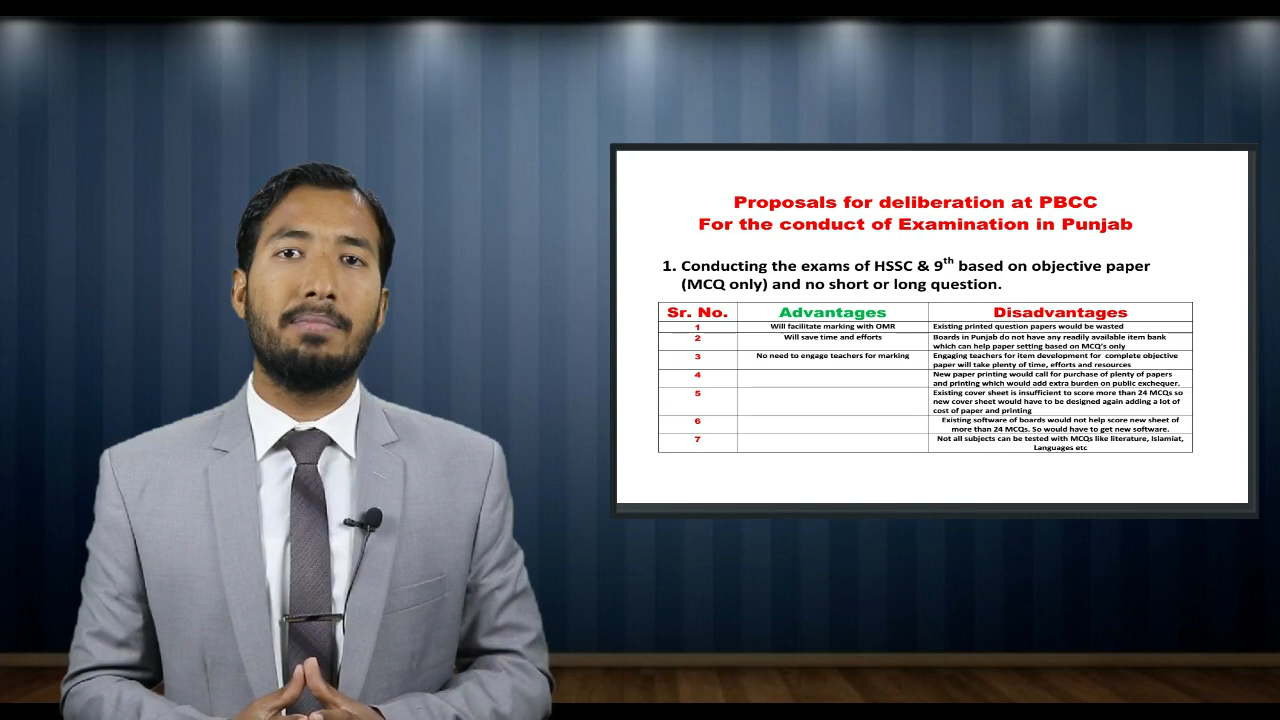 Proposals for deliberation at PBCC
For the conduct of Examination in Punjab
1. Conducting the exams of HSSC & 9th based on objective paper
(MCQ only) and no short or long question.
Sr. No. Advantages Disadvantages
1 Will facilitate marking with OMR Existing printed question papers would be wasted
2 Will save time and efforts Boards in Punjab do not have any readily available item bank
which can help paper setting based on MCQ's only
3 No need to engage teachers for marking Engaging teachers for item development for complete objective
paper will take plenty of time, efforts and resources
4 New paper printing would call for purchase of plenty of papers
and printing which would add extra burden on public exchequer.
5 Existing cover sheet is insufficient to score more than 24 MCQs so
new cover sheet would have to be designed again adding a lot of
cost of paper and printing
6 Existing software of boards would not help score new sheet of
more than 24 MCQs. So would have to get new software.
7 Not all subjects can be tested with MCQs like literature, Islamiat,
Languages etc